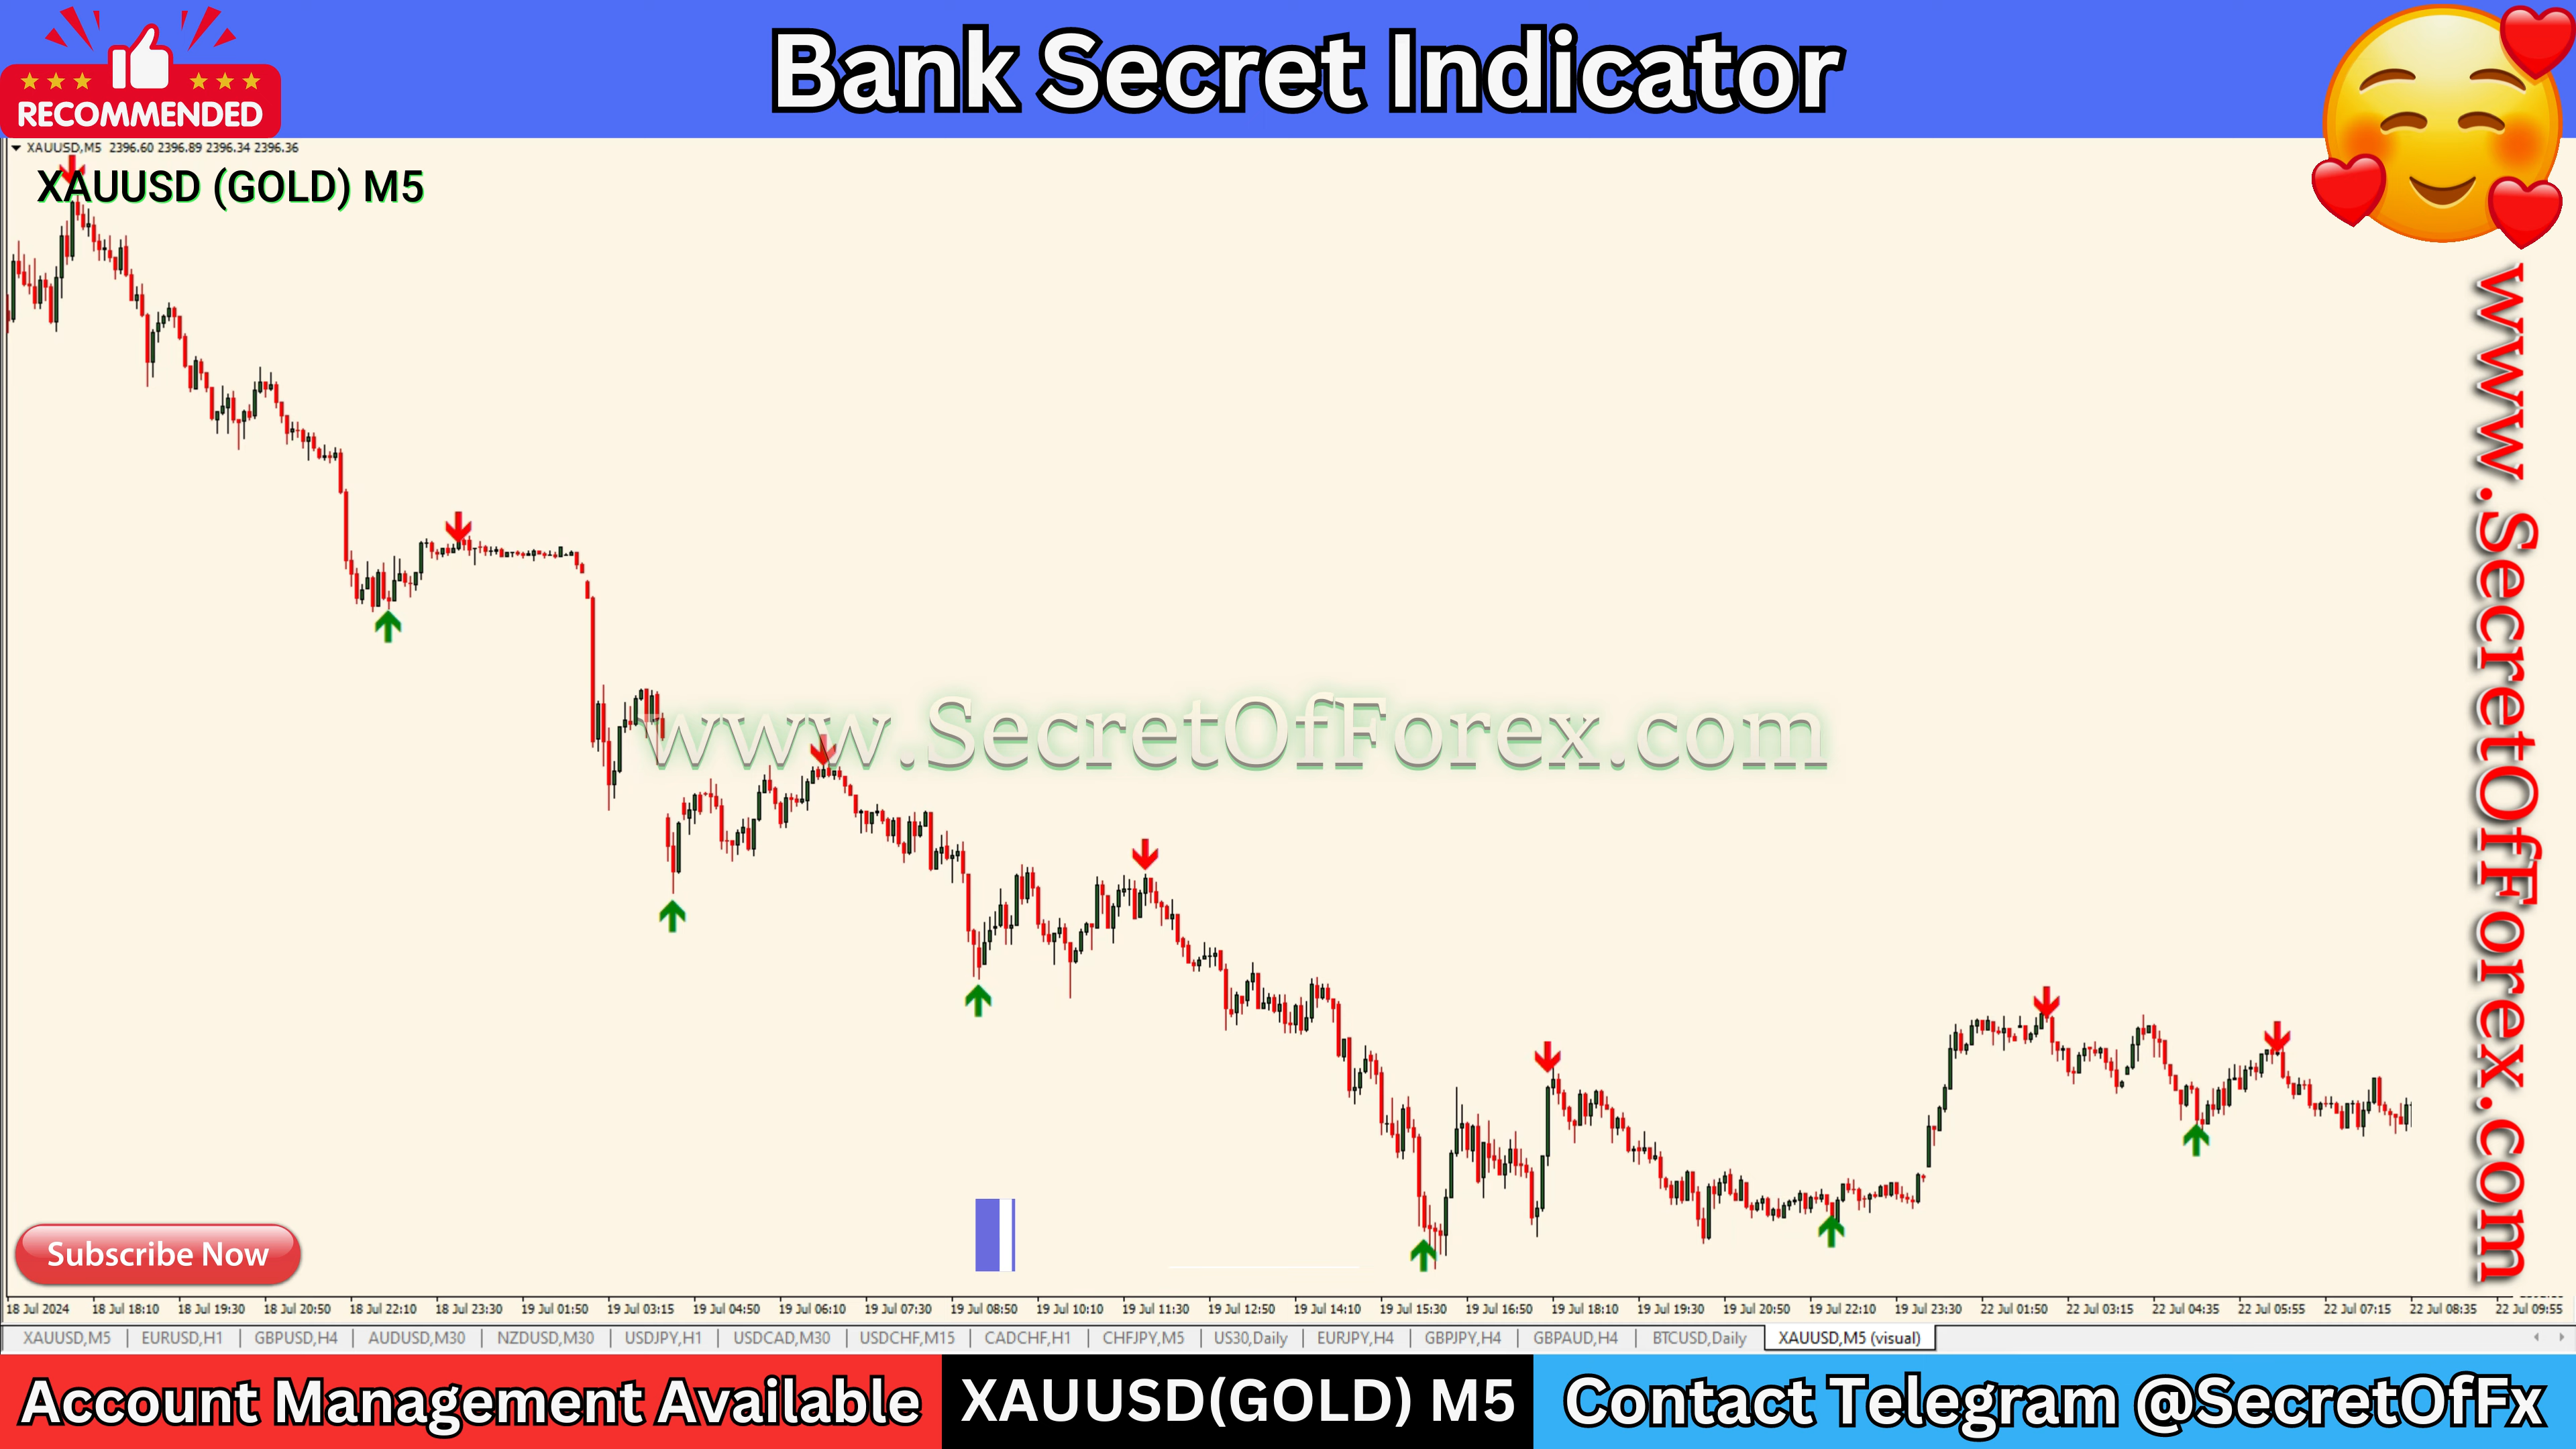 RECOMMENDED
Bank Secret Indicator
XAUUSD,M5 2396.60 2396.89 2396.34 2396.36
XAUUSD (GOLD) M5
www.SecretOfForex.com
www.SecretOfForex.com
Subscribe Now
18 Jul 2024 18 Jul 18:10 18 Jul 19:30 18 Jul 20:50 18 Jul 22:10 18 Jul 23:30 19 Jul 01:50 19 Jul 03:15 19 Jul 04:50 19 Jul 06:10 19 Jul 07:30 19 Jul 08:50 19 Jul 10:10 19 Jul 11:30 19 Jul 12:50 19 Jul 14:10 19 Jul 15:30 19 Jul 16:50 19 Jul 18:10 19 Jul 19:30 19 Jul 20:50 19 Jul 22:10 19 Jul 23:30 22 Jul 01:50 22 Jul 03:15 22 Jul 04:35 22 Jul 05:55 22 Jul 07:15 22 Jul 08:35 22 Jul 09:55
XAUUSD,M5 EURUSD,H1 GBPUSD,H4 AUDUSD,M30 NZDUSD,M30 USDJPY,H1 USDCAD,M30 USDCHF,M15 CADCHF,H1 CHFJPY,M5 US30,Daily EURJPY,H4 GBPJPY,H4 GBPAUD,H4 BTCUSD,Daily XAUUSD,M5 (visual)
Account Management Available
XAUUSD(GOLD) M5
Contact Telegram @SecretOfFx